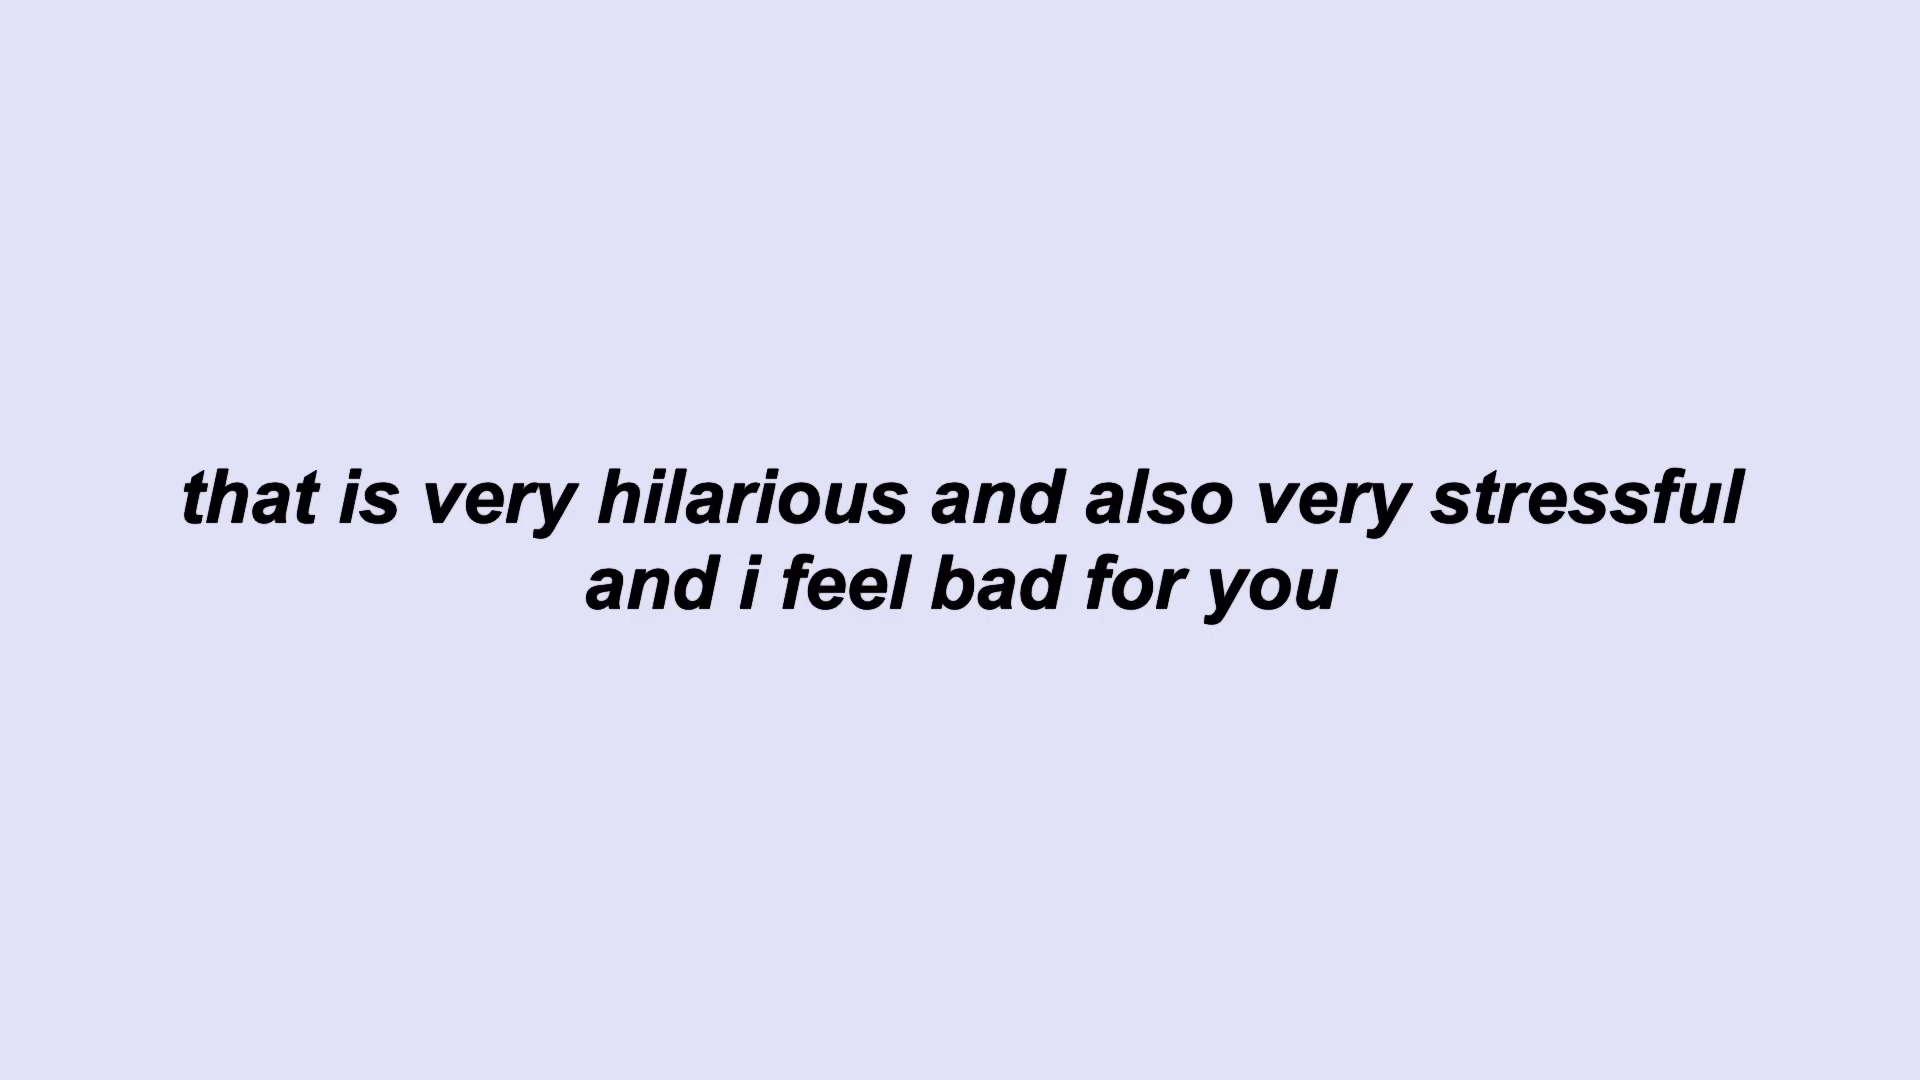 that is very hilarious and also very stressful
and i feel bad for you